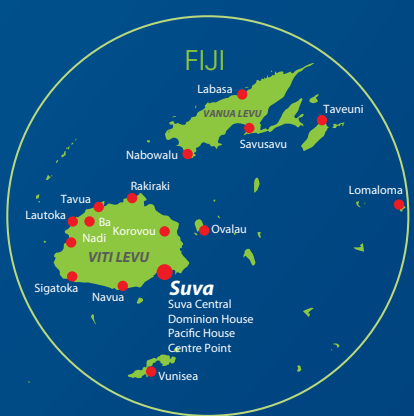 FIJI
Labasa
VANUA LEVU
Taveuni
Savusavu
Nabowalu
Rakiraki
Lomaloma
Tavua
Lautoka
Ba
Korovou
Ovalau
Nadi
VITI LEVU
Sigatoka
Navua
Suva
Suva Central
Dominion House
Pacific House
Centre Point
Vunisea